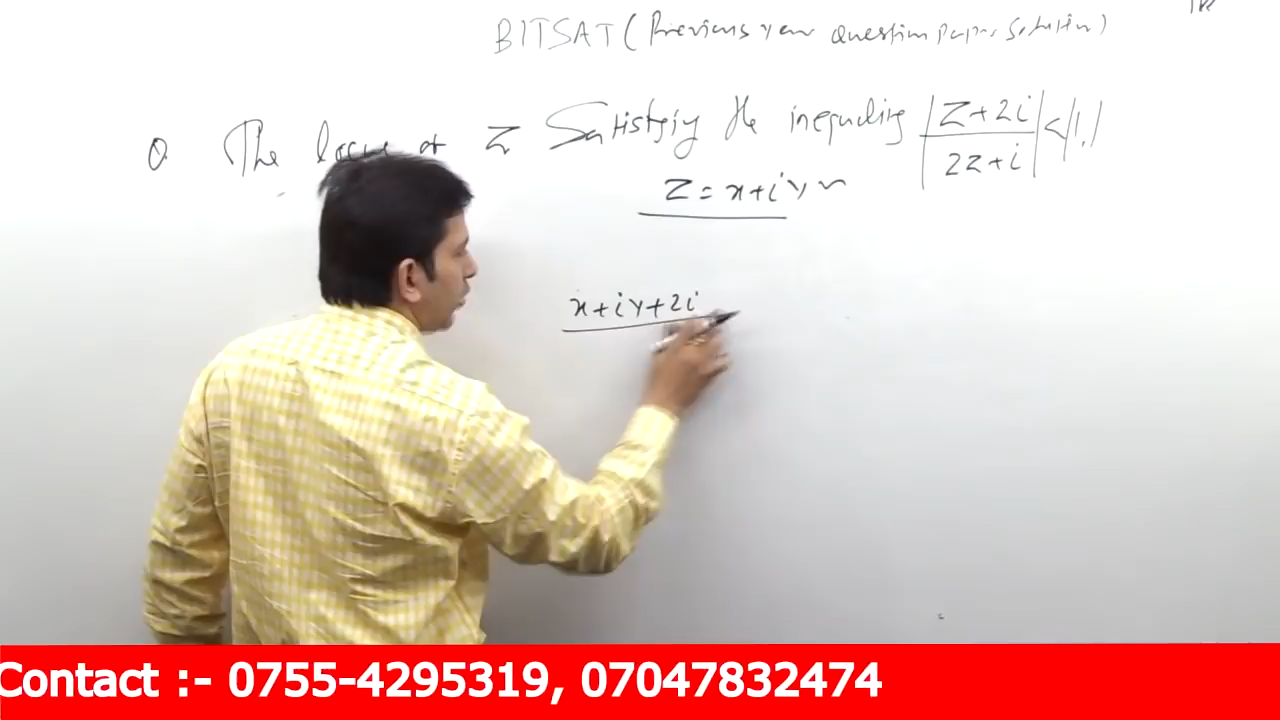 BITSAT (Previous year Question Paper Solution)
Q The locus of Z Satisfying the inequality |Z+2i / 2Z+i| < 1.
Z = x+iy
x+iy+2i
Contact :- 0755-4295319, 07047832474